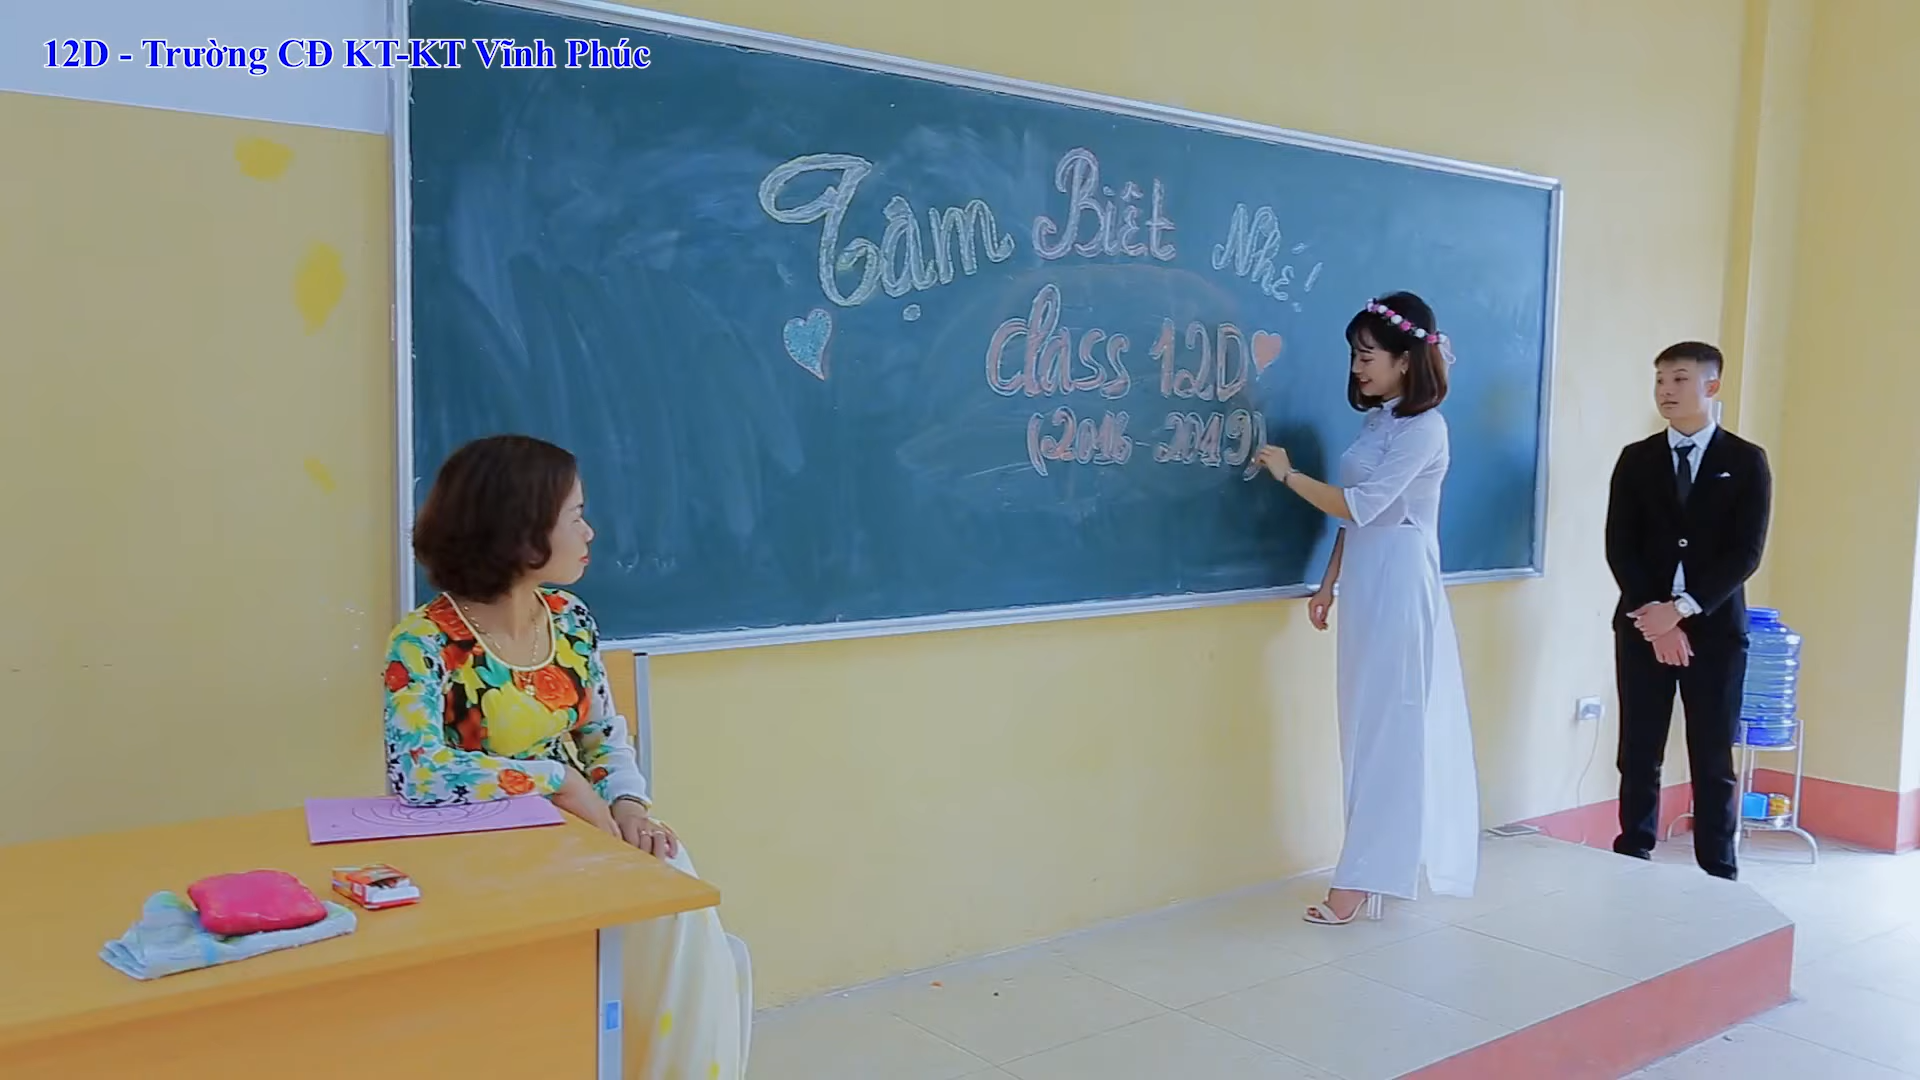 12D - Trường CĐ KT-KT Vĩnh Phúc
Tạm Biệt Nhé!
Class 12D
(2016-2019)